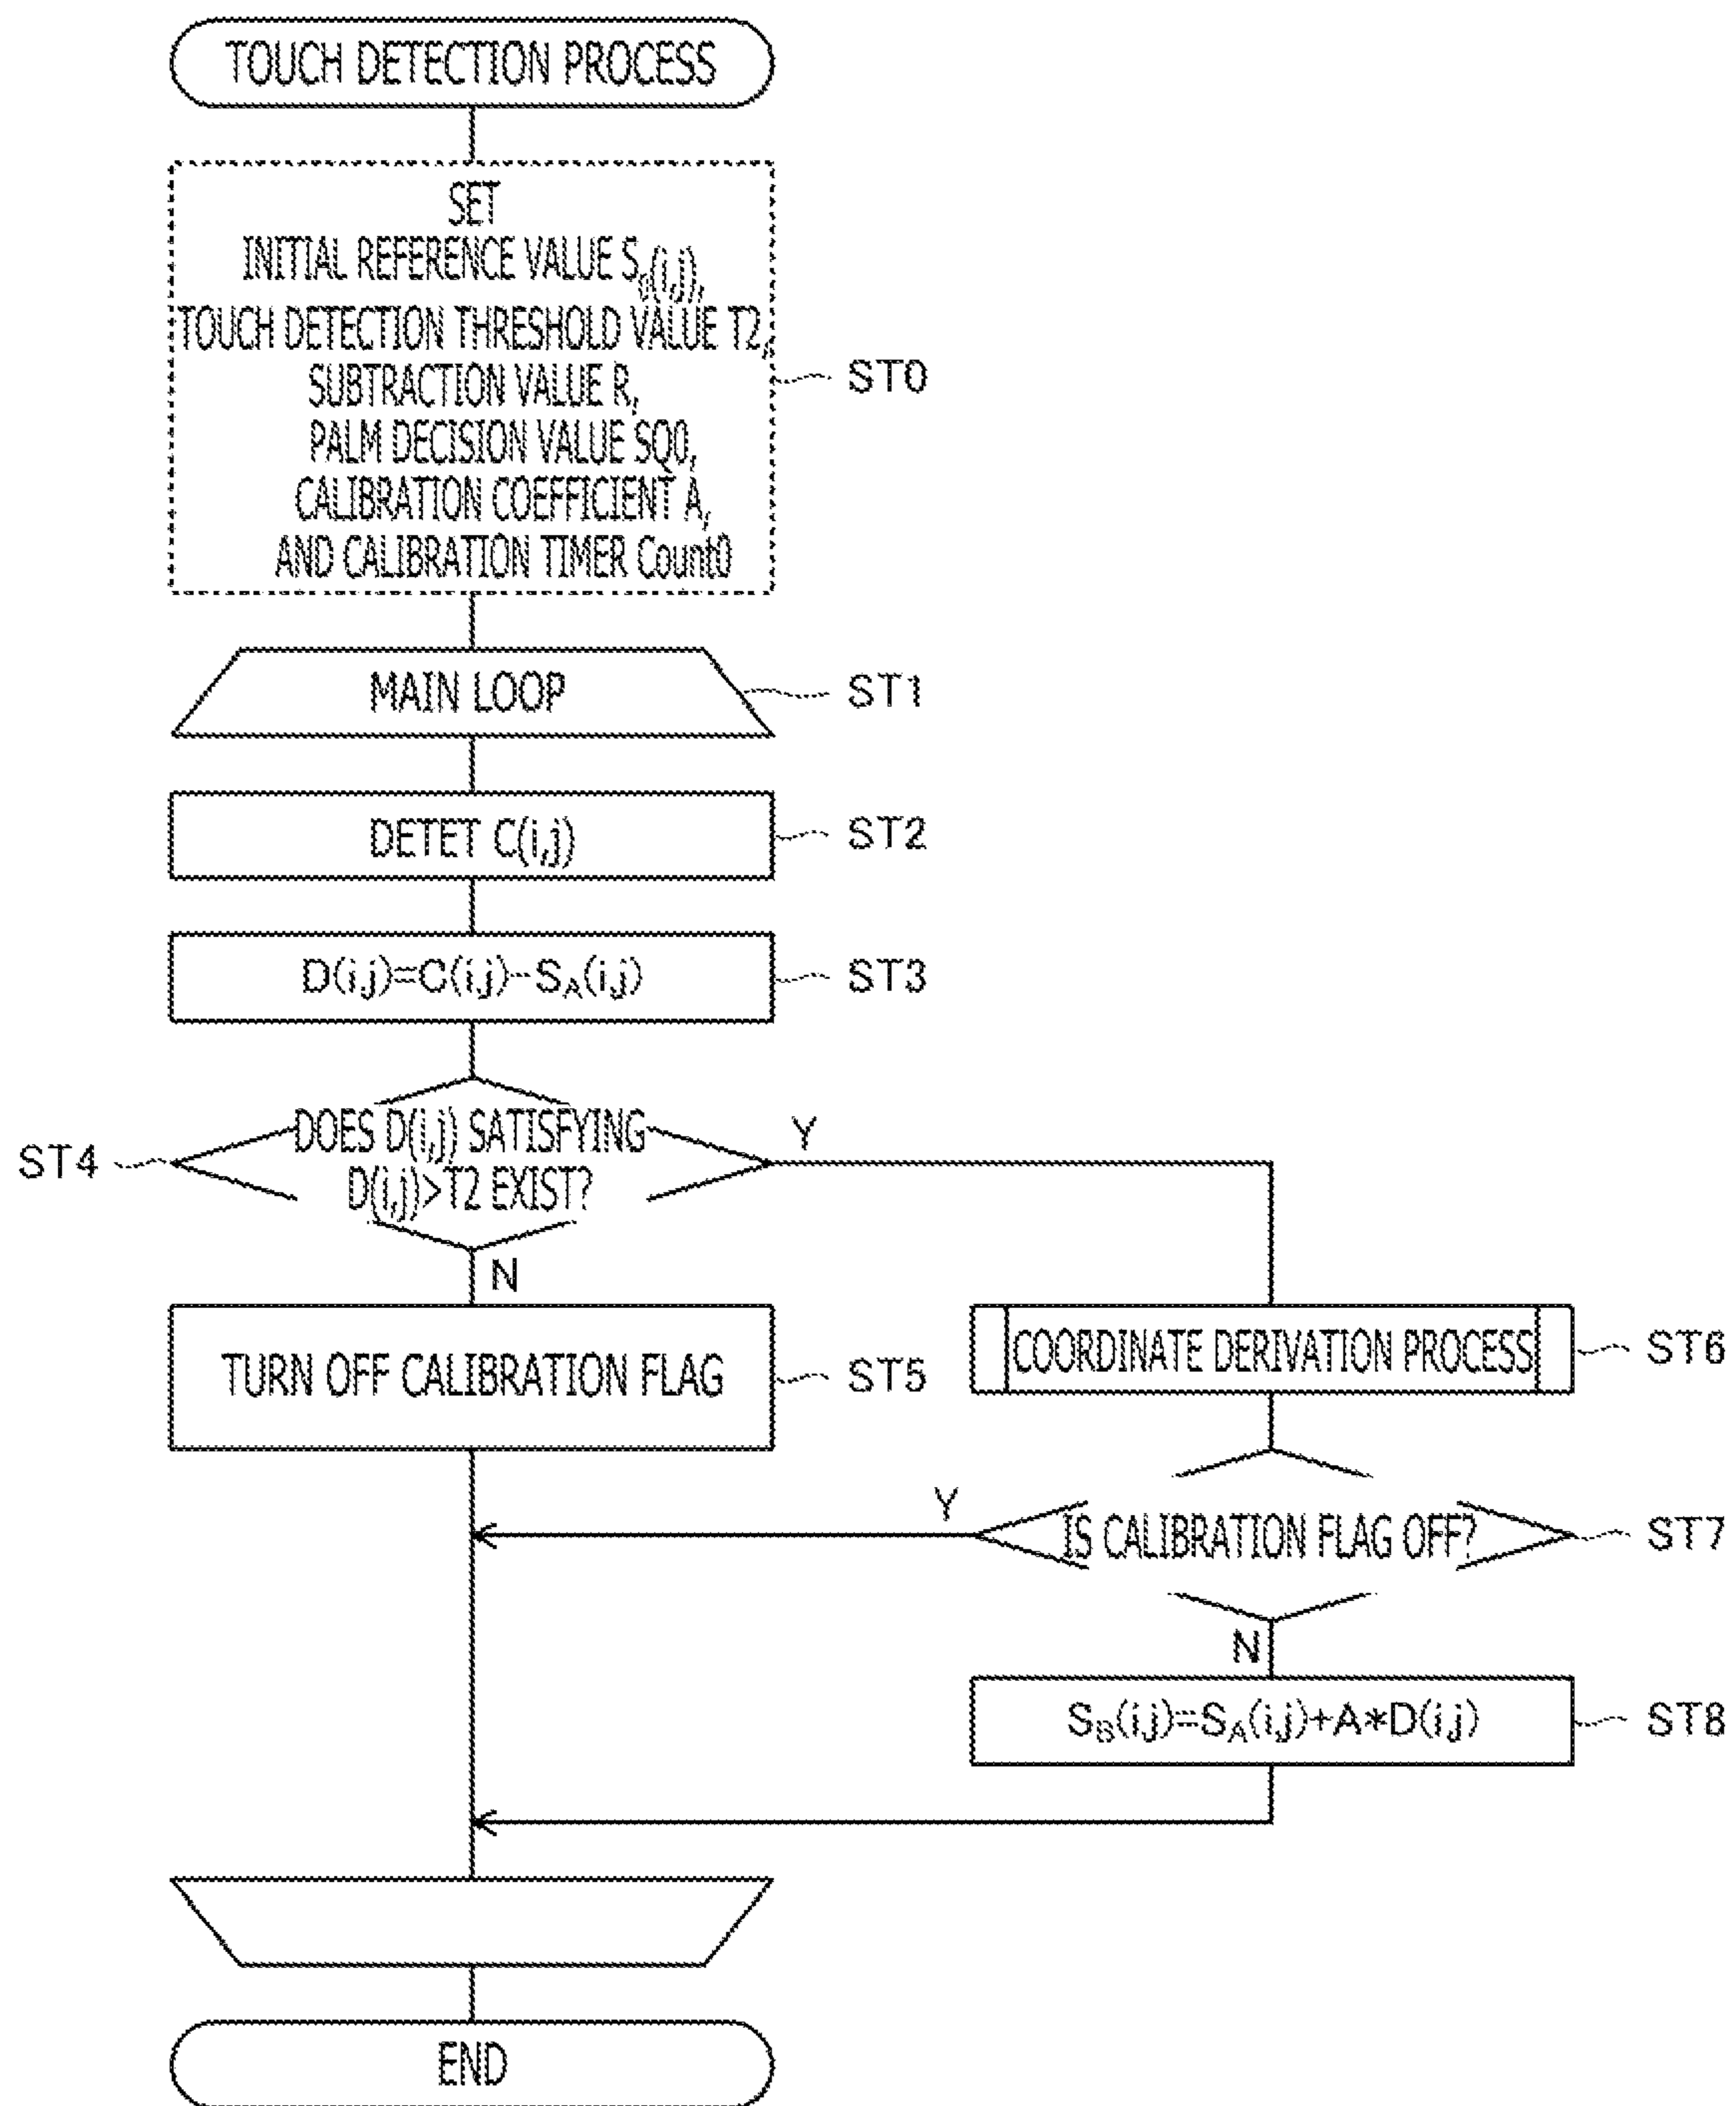 TOUCH DETECTION PROCESS
SET
INITIAL REFERENCE VALUE S0(i,j),
TOUCH DETECTION THRESHOLD VALUE T2,
SUBTRACTION VALUE R,
PALM DECISION VALUE SQ0,
CALIBRATION COEFFICIENT A,
AND CALIBRATION TIMER Count0
ST0
MAIN LOOP
ST1
DETET C(i,j)
ST2
D(i,j)=C(i,j)-SA(i,j)
ST3
DOES D(i,j) SATISFYING
D(i,j)>T2 EXIST?
ST4
Y
N
TURN OFF CALIBRATION FLAG
ST5
COORDINATE DERIVATION PROCESS
ST6
Y
IS CALIBRATION FLAG OFF?
ST7
N
SB(i,j)=SA(i,j)+A*D(i,j)
ST8
END